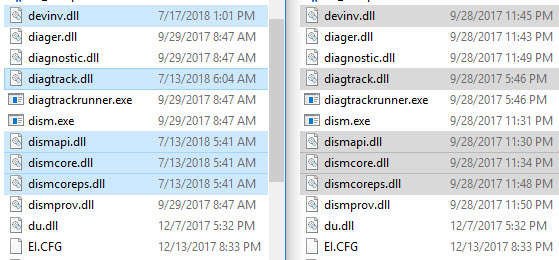 devinv.dll 7/17/2018 1:01 PM
diager.dll 9/29/2017 8:47 AM
diagnostic.dll 9/29/2017 8:47 AM
diagtrack.dll 7/13/2018 6:04 AM
diagtrackrunner.exe 9/29/2017 8:47 AM
dism.exe 9/29/2017 8:47 AM
dismapi.dll 7/13/2018 5:41 AM
dismcore.dll 7/13/2018 5:41 AM
dismcoreps.dll 7/13/2018 5:41 AM
dismprov.dll 9/29/2017 8:47 AM
du.dll 12/7/2017 5:32 PM
EI.CFG 12/13/2017 8:33 PM
devinv.dll 9/28/2017 11:45 PM
diager.dll 9/28/2017 11:43 PM
diagnostic.dll 9/28/2017 11:49 PM
diagtrack.dll 9/28/2017 5:46 PM
diagtrackrunner.exe 9/28/2017 5:46 PM
dism.exe 9/28/2017 11:31 PM
dismapi.dll 9/28/2017 11:30 PM
dismcore.dll 9/28/2017 11:34 PM
dismcoreps.dll 9/28/2017 11:48 PM
dismprov.dll 9/28/2017 11:50 PM
du.dll 12/7/2017 5:32 PM
EI.CFG 12/13/2017 8:33 PM